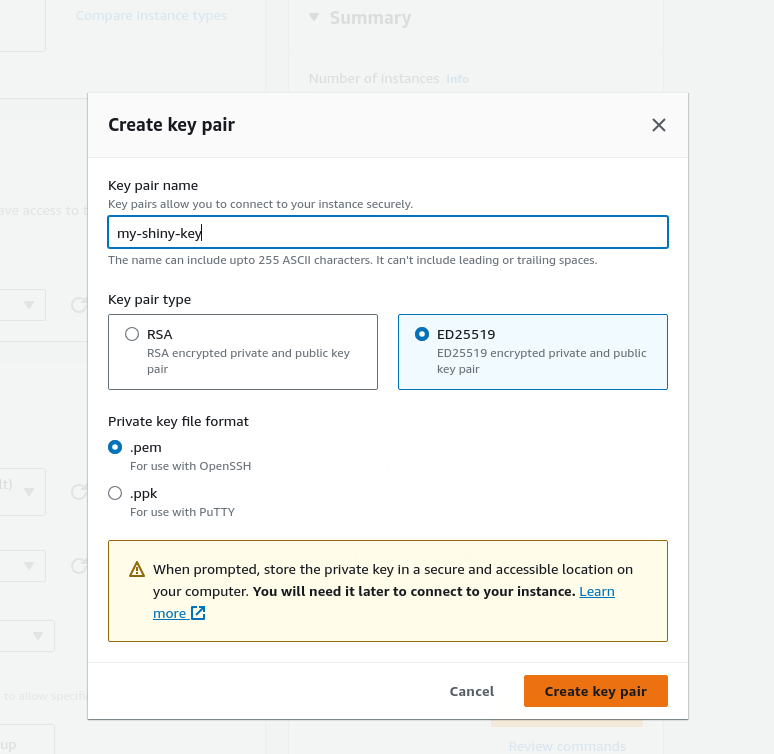 Compare instance types
Summary
Number of instances Info
Create key pair
Key pair name
Key pairs allow you to connect to your instance securely.
my-shiny-key
The name can include upto 255 ASCII characters. It can't include leading or trailing spaces.
ave access to t
Key pair type
RSA
RSA encrypted private and public key
pair
ED25519
ED25519 encrypted private and public
key pair
Private key file format
.pem
For use with OpenSSH
.ppk
For use with PuTTY
t)
When prompted, store the private key in a secure and accessible location on
your computer. You will need it later to connect to your instance. Learn
more
to allow specifi
Cancel
Create key pair
up
Review commands